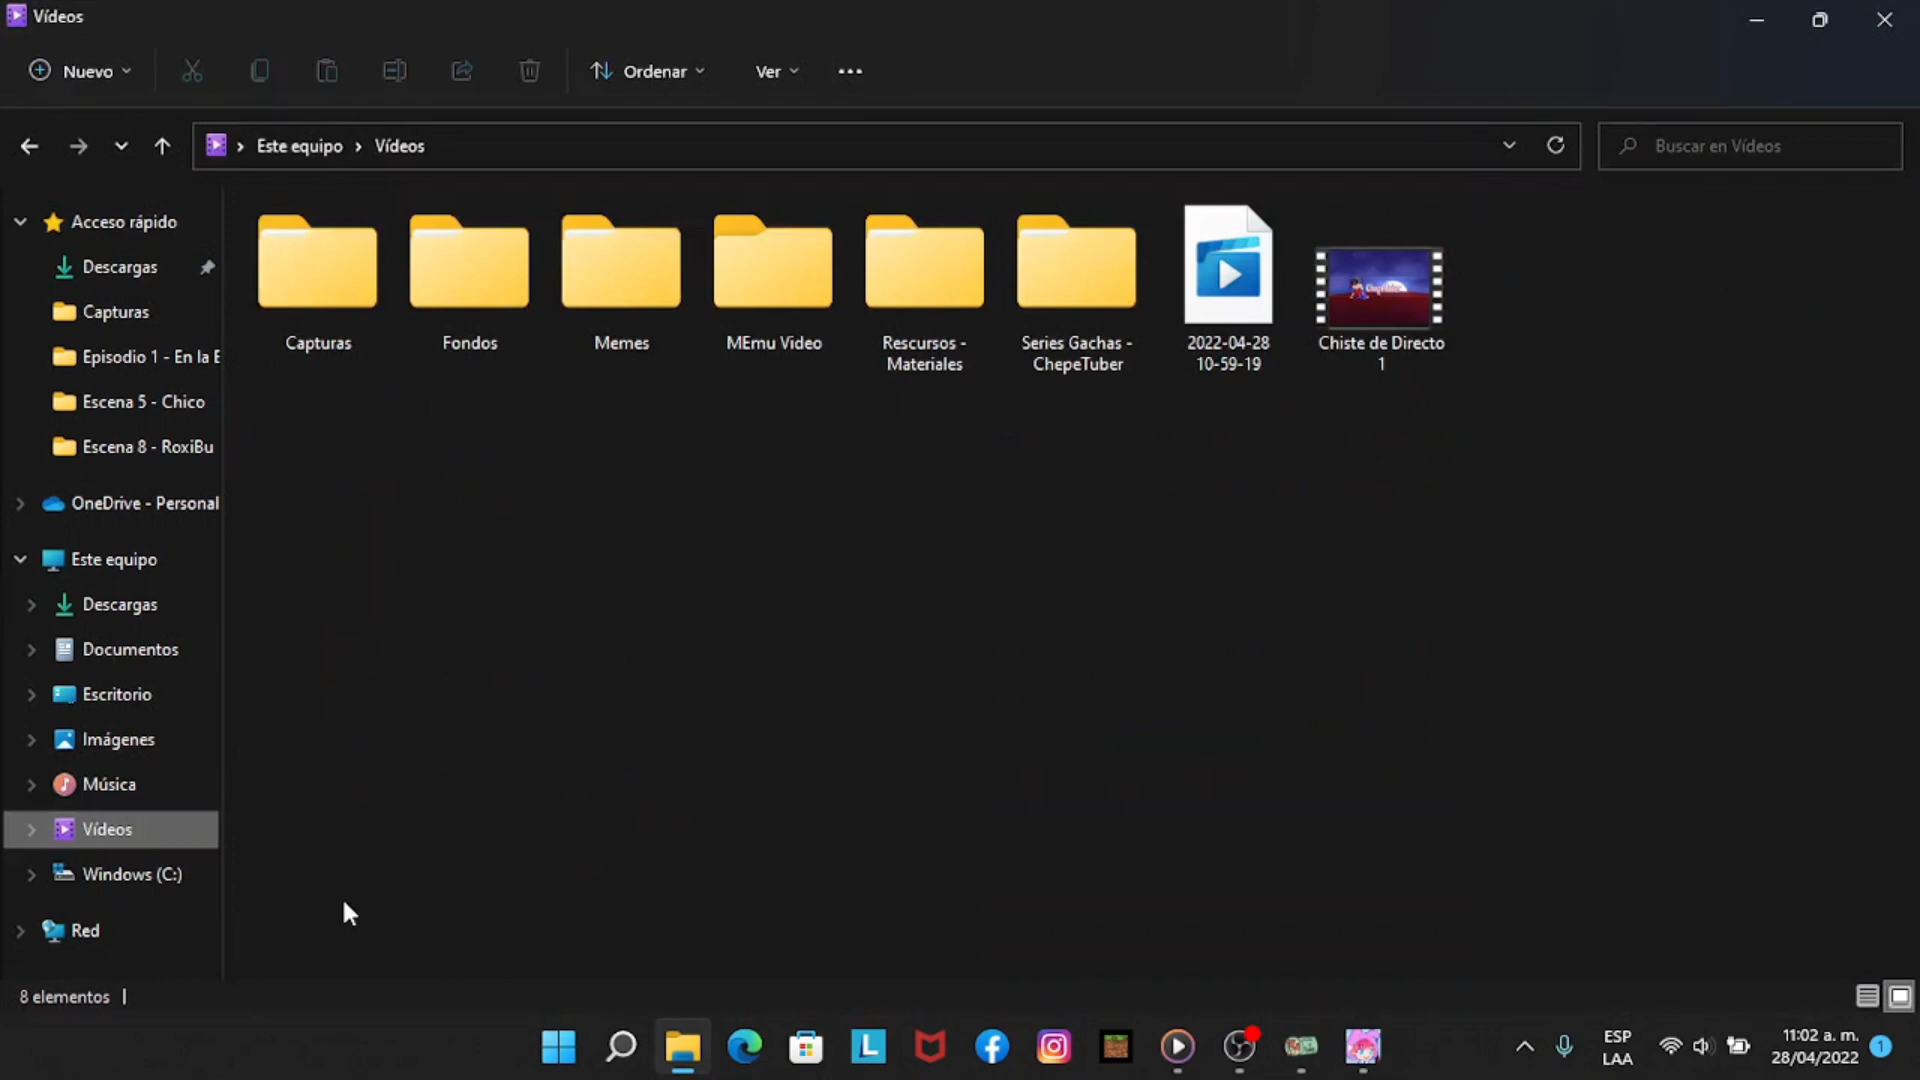 Vídeos
Nuevo
Ordenar
Ver
Este equipo
Vídeos
Buscar en Vídeos
Acceso rápido
Descargas
Capturas
Episodio 1 - En la E
Escena 5 - Chico
Escena 8 - RoxiBu
OneDrive - Personal
Este equipo
Descargas
Documentos
Escritorio
Imágenes
Música
Vídeos
Windows (C:)
Red
Capturas
Fondos
Memes
MEmu Video
Rescursos -
Materiales
Series Gachas -
ChepeTuber
2022-04-28
10-59-19
Chiste de Directo
1
8 elementos
ESP
LAA
11:02 a. m.
28/04/2022
1